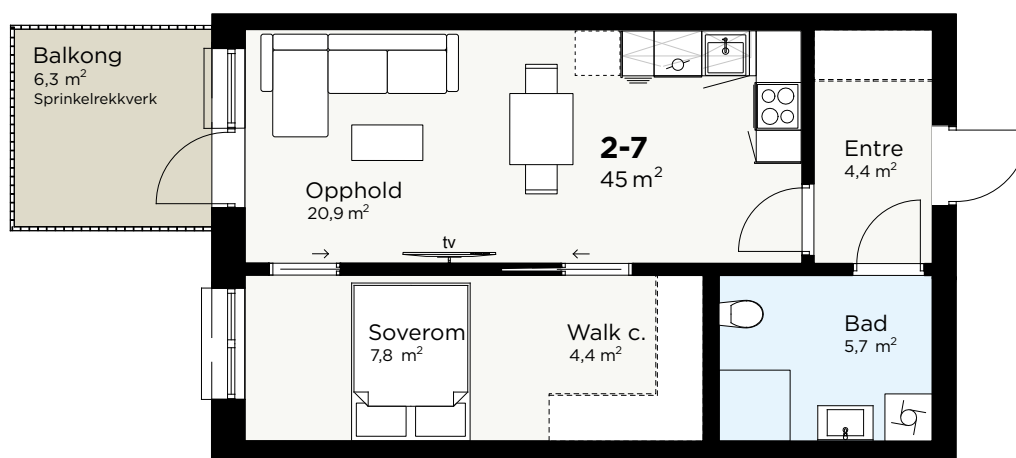 Balkong
6,3 m²
Sprinkelrekkverk
2-7
45 m²
Entre
4,4 m²
Opphold
20,9 m²
tv
Soverom
7,8 m²
Walk c.
4,4 m²
Bad
5,7 m²